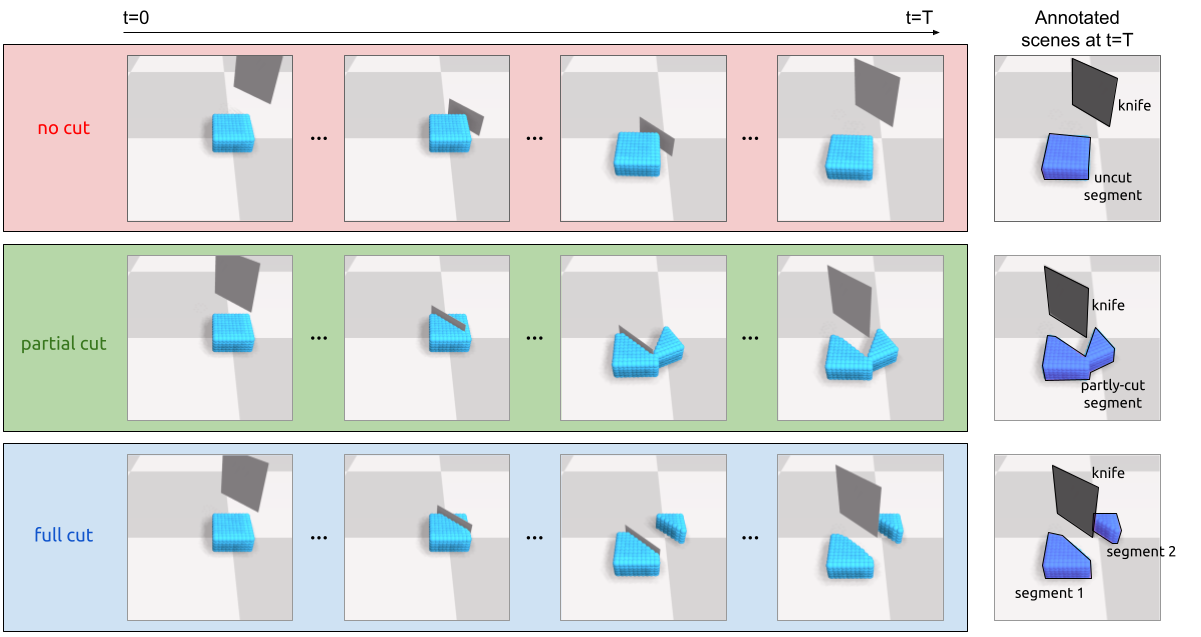 t=0
t=T
Annotated
scenes at t=T
no cut
...
...
...
knife
uncut
segment
partial cut
...
...
...
knife
partly-cut
segment
full cut
...
...
...
knife
segment 2
segment 1